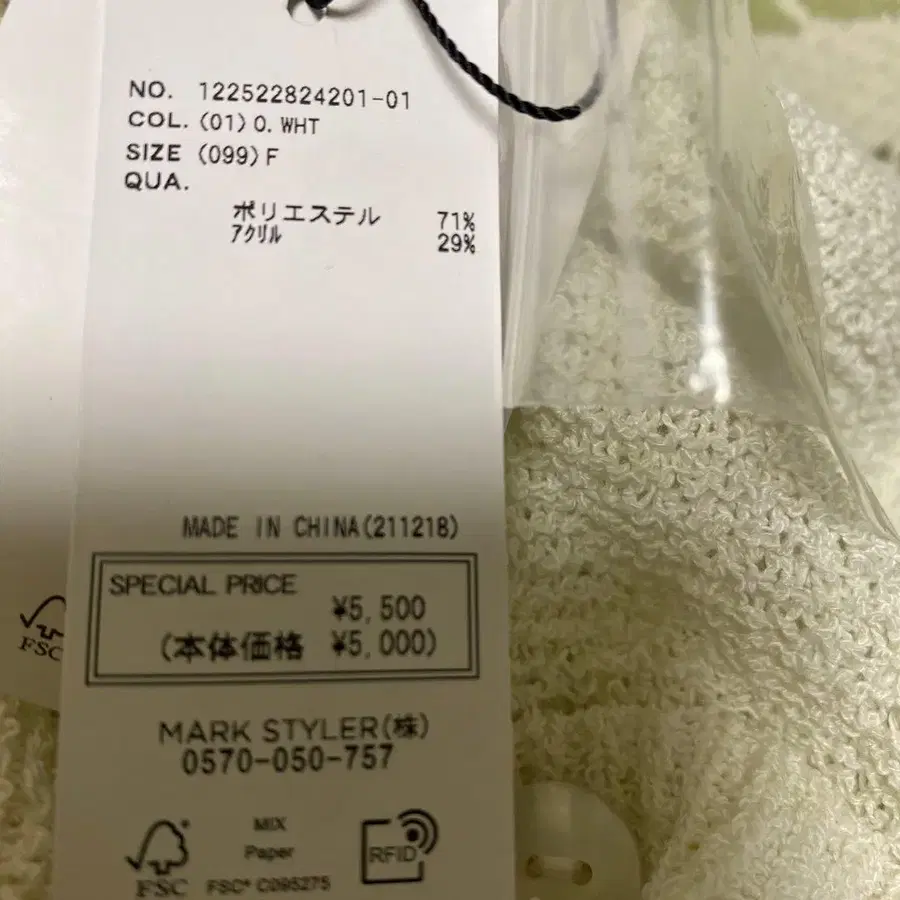 NO. 122522824201-01
COL. (01) O. WHT
SIZE (099) F
QUA.
ポリエステル 71%
アクリル 29%
MADE IN CHINA(211218)
SPECIAL PRICE
¥5,500
(本体価格 ¥5,000)
MARK STYLER(株)
0570-050-757
FSC
MIX
Paper
FSC® C095275
RFID
FSC